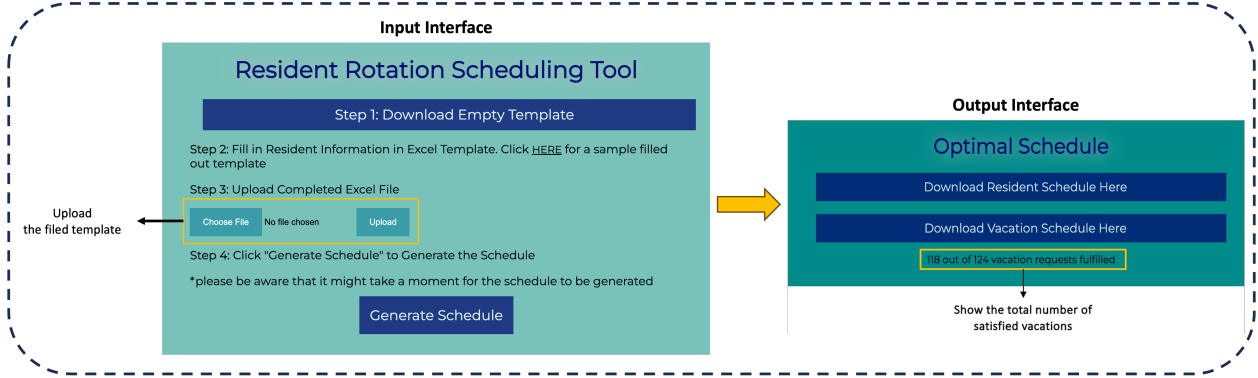 Input Interface
Resident Rotation Scheduling Tool
Step 1: Download Empty Template
Step 2: Fill in Resident Information in Excel Template. Click HERE for a sample filled
out template
Step 3: Upload Completed Excel File
Choose File No file chosen Upload
Step 4: Click "Generate Schedule" to Generate the Schedule
*please be aware that it might take a moment for the schedule to be generated
Generate Schedule
Upload
the filed template
Output Interface
Optimal Schedule
Download Resident Schedule Here
Download Vacation Schedule Here
118 out of 124 vacation requests fulfilled
Show the total number of
satisfied vacations